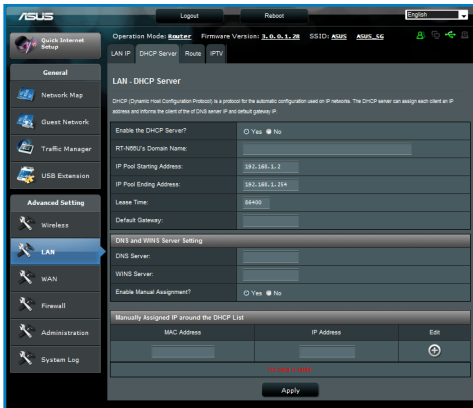 ASUS
Logout
Reboot
English
Quick Internet
Setup
Operation Mode: Router Firmware Version: 3.0.0.1.28 SSID: ASUS ASUS_5G
LAN IP DHCP Server Route IPTV
General
Network Map
Guest Network
Traffic Manager
USB Extension
Advanced Setting
Wireless
LAN
WAN
Firewall
Administration
System Log
LAN - DHCP Server
DHCP (Dynamic Host Configuration Protocol) is a protocol for the automatic configuration used on IP networks. The DHCP server can assign each client an IP
address and informs the client of the of DNS server IP and default gateway IP.
Enable the DHCP Server? Yes No
RT-N66U's Domain Name:
IP Pool Starting Address: 192.168.1.2
IP Pool Ending Address: 192.168.1.254
Lease Time: 86400
Default Gateway:
DNS and WINS Server Setting
DNS Server:
WINS Server:
Enable Manual Assignment? Yes No
Manually Assigned IP around the DHCP List
MAC Address IP Address Edit
Apply